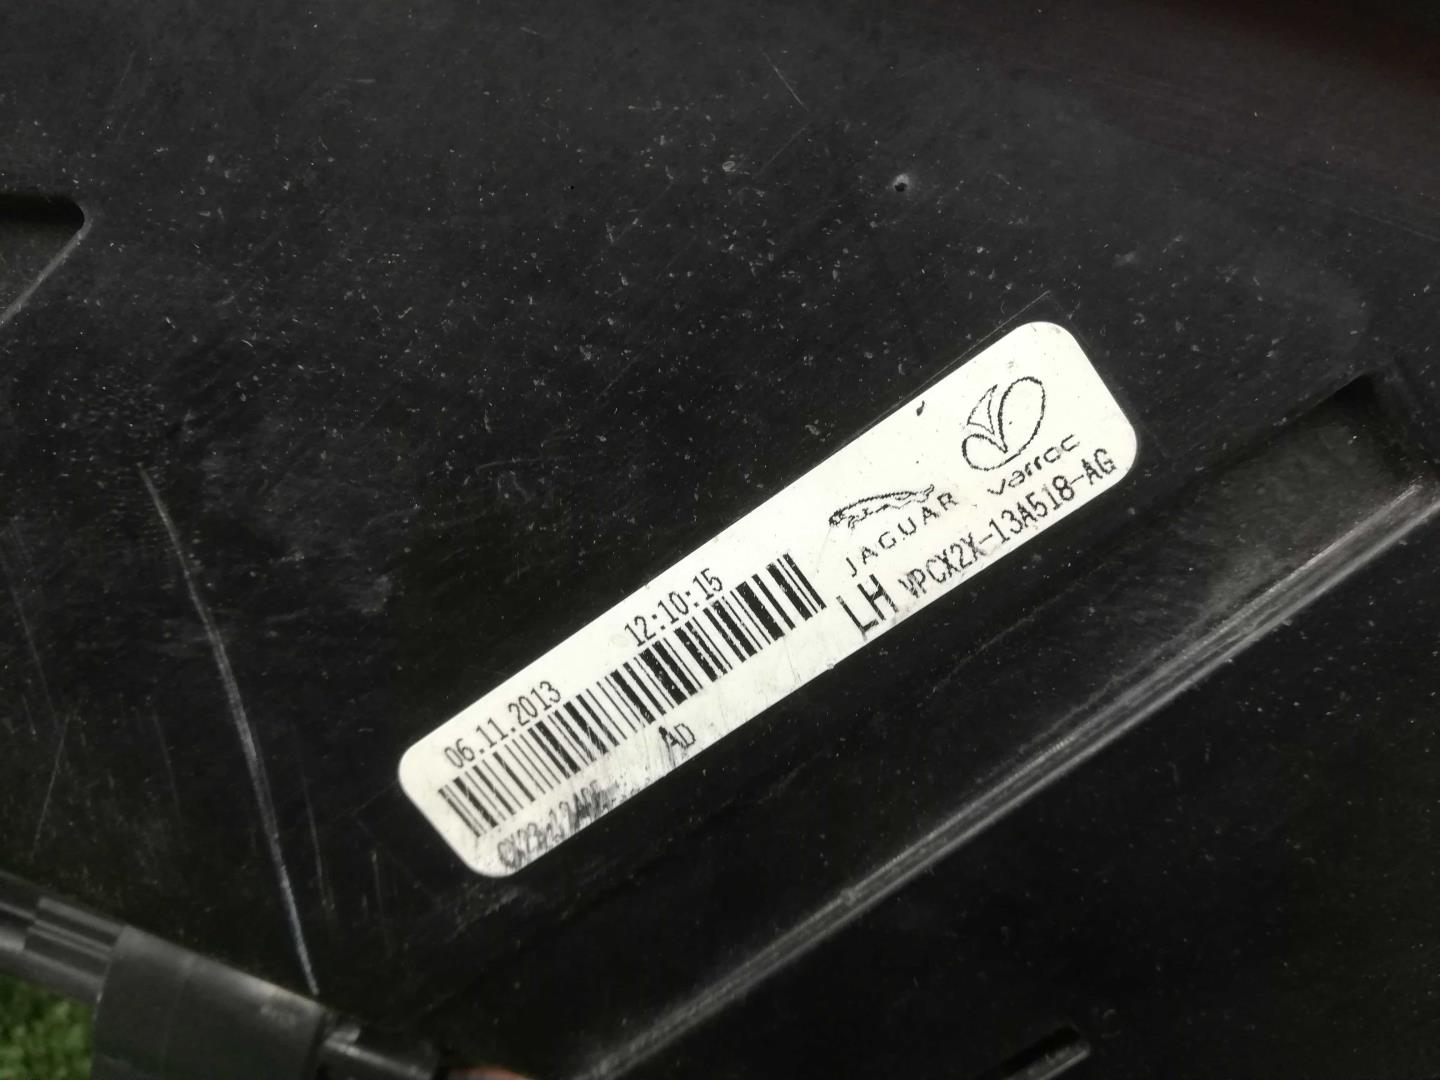 06.11.2013 12:10:15
AD
JAGUAR
varroc
LH VPCX2X-13A518-AG